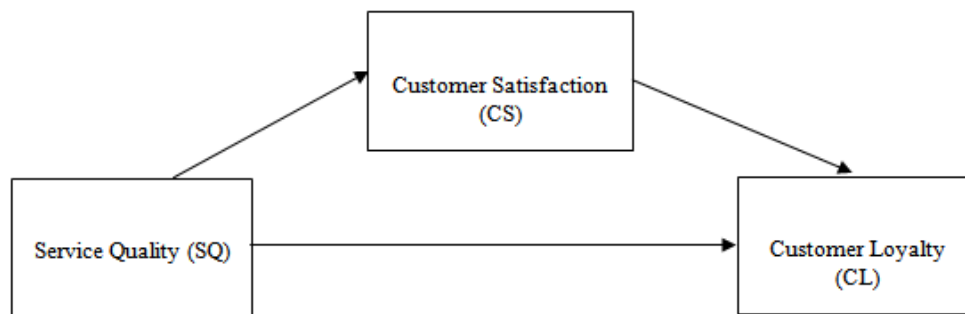 Customer Satisfaction
(CS)
Service Quality (SQ)
Customer Loyalty
(CL)